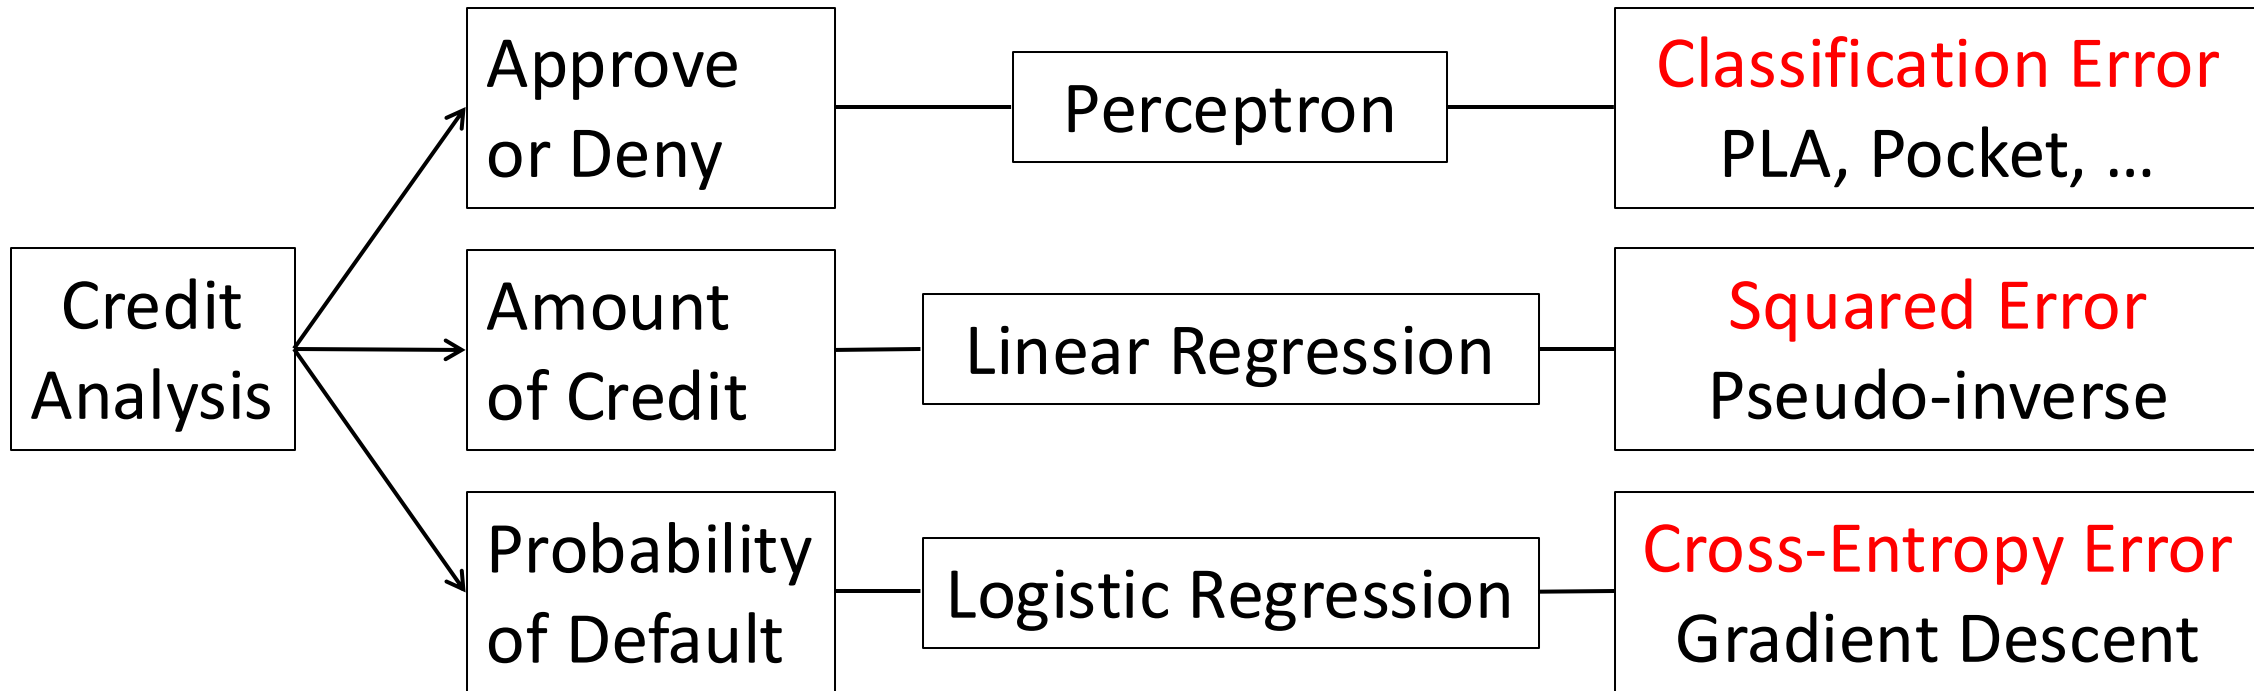 Credit
Analysis
Approve
or Deny
Perceptron
Classification Error
PLA, Pocket, ...
Amount
of Credit
Linear Regression
Squared Error
Pseudo-inverse
Probability
of Default
Logistic Regression
Cross-Entropy Error
Gradient Descent